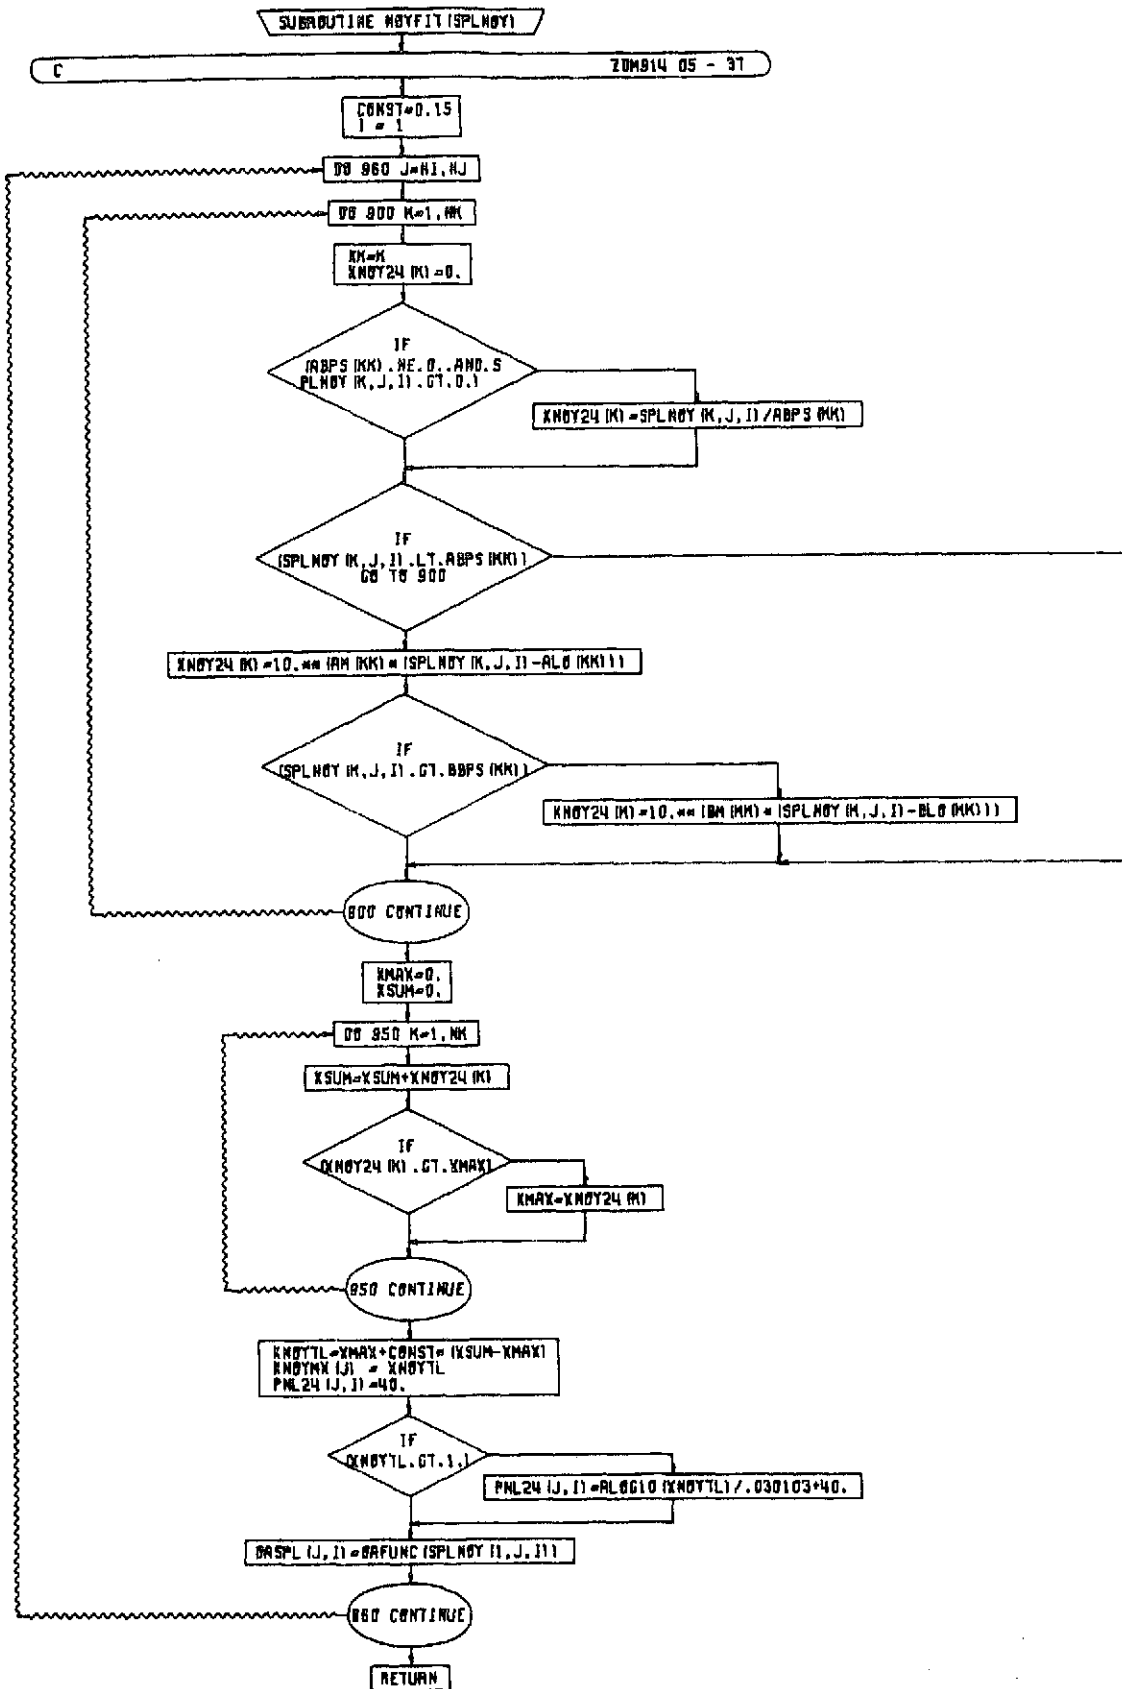 SUBROUTINE NOYFIT(SPLNOY)
C ZOM914 05 - 37
CONST=0.15
I = 1
DO 960 J=NI,NJ
DO 900 K=1,NK
KK=K
XNOY24(K)=0.
IF
(ABPS(KK).NE.0..AND.S
PLNOY(K,J,I).GT.0.)
XNOY24(K)=SPLNOY(K,J,I)/ABPS(KK)
IF
(SPLNOY(K,J,I).LT.ABPS(KK))
GO TO 900
XNOY24(K)=10.**(AM(KK)*(SPLNOY(K,J,I)-ALO(KK)))
IF
(SPLNOY(K,J,I).GT.BBPS(KK))
XNOY24(K)=10.**(BM(KK)*(SPLNOY(K,J,I)-BLO(KK)))
900 CONTINUE
XMAX=0.
XSUM=0.
DO 950 K=1,NK
XSUM=XSUM+XNOY24(K)
IF
(XNOY24(K).GT.XMAX)
XMAX=XNOY24(K)
950 CONTINUE
XNOYTL=XMAX+CONST*(XSUM-XMAX)
XNOYMX(J) = XNOYTL
PNL24(J,I)=40.
IF
(XNOYTL.GT.1.)
PNL24(J,I)=ALOG10(XNOYTL)/.030103+40.
OASPL(J,I)=OAFUNC(SPLNOY(1,J,I))
960 CONTINUE
RETURN